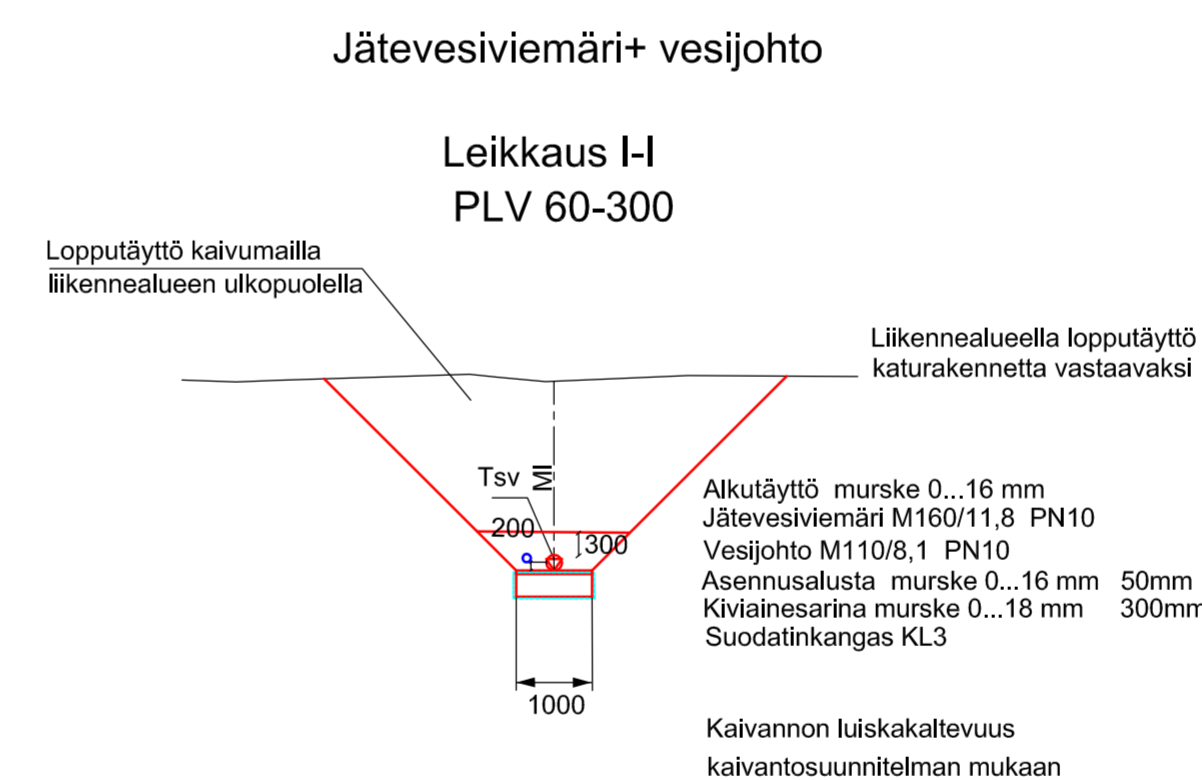 Jätevesiviemäri+ vesijohto
Leikkaus I-I
PLV 60-300
Lopputäyttö kaivumailla
liikennealueen ulkopuolella
Liikennealueella lopputäyttö
katurakennetta vastaavaksi
Tsv
Ml
200
300
Alkutäyttö murske 0...16 mm
Jätevesiviemäri M160/11,8 PN10
Vesijohto M110/8,1 PN10
Asennusalusta murske 0...16 mm 50mm
Kiviainesarina murske 0...18 mm 300mm
Suodatinkangas KL3
1000
Kaivannon luiskakaltevuus
kaivantosuunnitelman mukaan